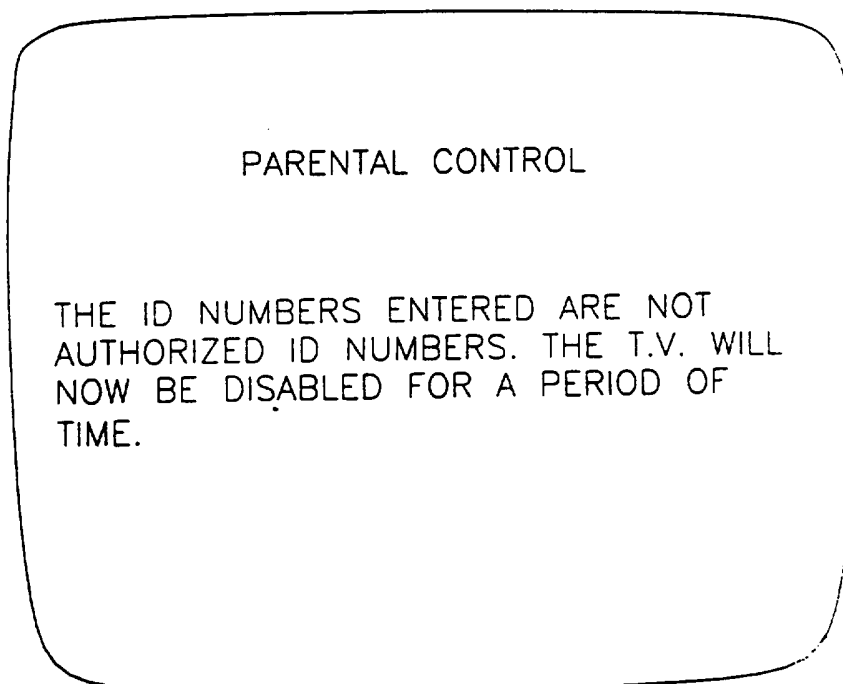 PARENTAL CONTROL
THE ID NUMBERS ENTERED ARE NOT
AUTHORIZED ID NUMBERS. THE T.V. WILL
NOW BE DISABLED FOR A PERIOD OF
TIME.